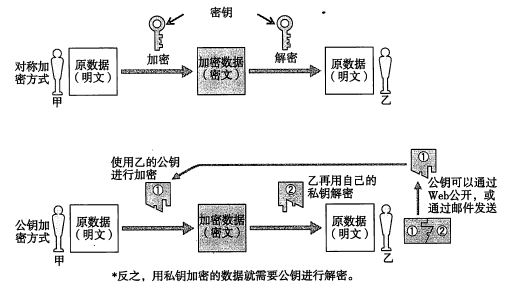 密钥
加密
解密
对称加
密方式
原数据
(明文)
加密数据
(密文)
原数据
(明文)
甲
乙
使用乙的公钥
进行加密
①
②
乙再用自己的
私钥解密
①
公钥可以通过
Web公开，或
通过邮件发送
公钥加
密方式
原数据
(明文)
加密数据
(密文)
原数据
(明文)
①
②
甲
乙
*反之，用私钥加密的数据就需要公钥进行解密。